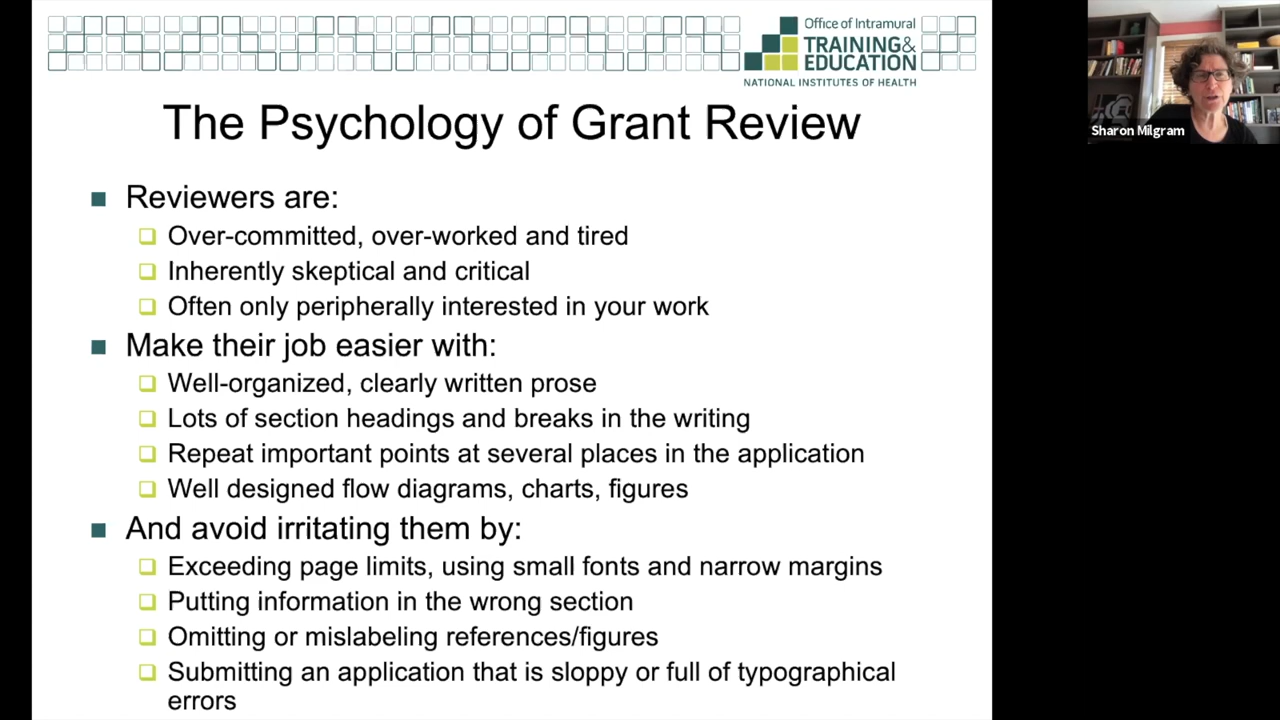 Office of Intramural
TRAINING&
EDUCATION
NATIONAL INSTITUTES OF HEALTH
Sharon Milgram
The Psychology of Grant Review
Reviewers are:
Over-committed, over-worked and tired
Inherently skeptical and critical
Often only peripherally interested in your work
Make their job easier with:
Well-organized, clearly written prose
Lots of section headings and breaks in the writing
Repeat important points at several places in the application
Well designed flow diagrams, charts, figures
And avoid irritating them by:
Exceeding page limits, using small fonts and narrow margins
Putting information in the wrong section
Omitting or mislabeling references/figures
Submitting an application that is sloppy or full of typographical
errors